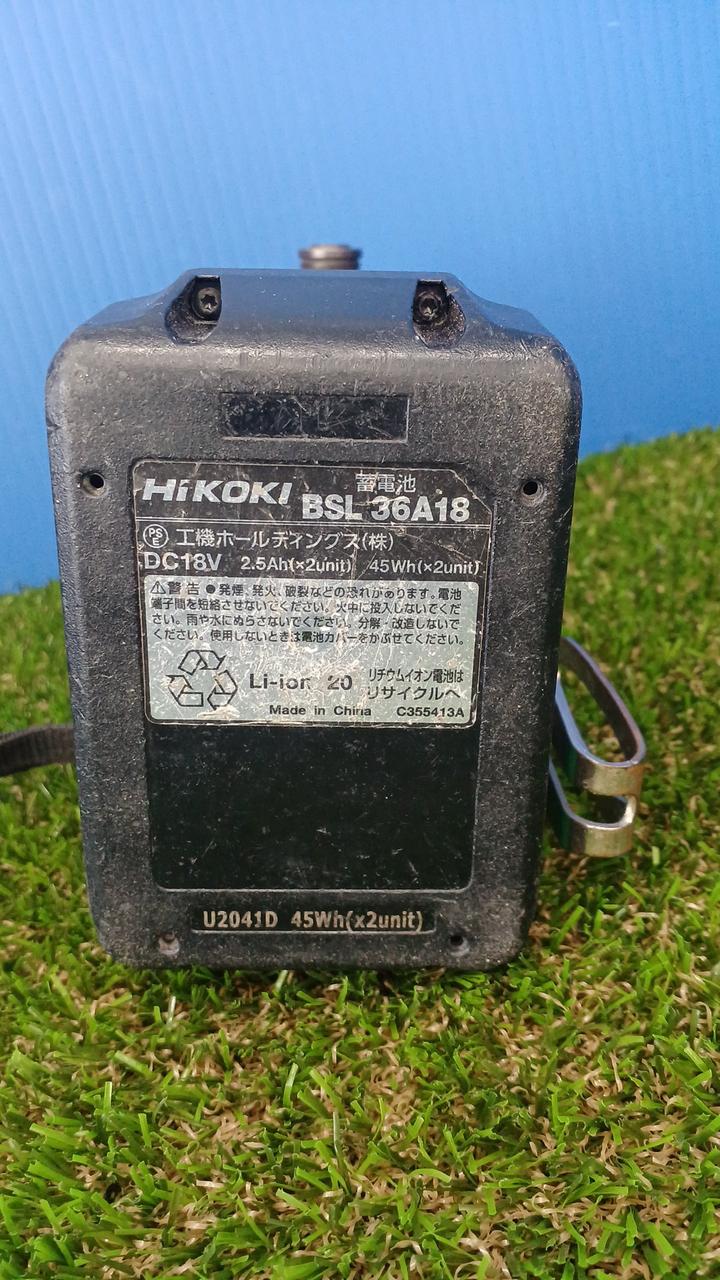 HiKOKI 蓄電池
BSL 36A18
PSE 工機ホールディングス(株)
DC18V 2.5Ah(×2unit) 45Wh(×2unit)
⚠警告 ●発煙、発火、破裂などの恐れがあります。電池
端子間を短絡させないでください。火中に投入しないでくだ
さい。雨や水にぬらさないでください。分解・改造しないで
ください。使用しないときは電池カバーをかぶせてください。
Li-ion 20 リチウムイオン電池は
リサイクルへ
Made in China C355413A
U2041D 45Wh(x2unit)